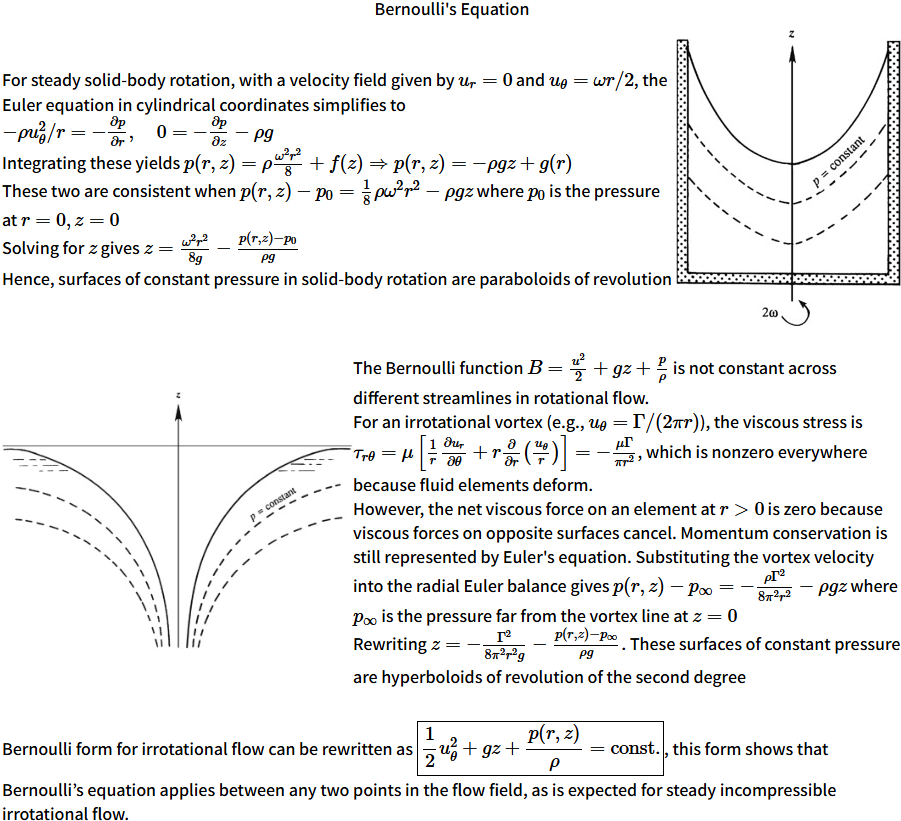 Bernoulli's Equation
z
For steady solid-body rotation, with a velocity field given by $u_r = 0$ and $u_\theta = \omega r/2$, the
Euler equation in cylindrical coordinates simplifies to
$-\rho u_\theta^2/r = -\frac{\partial p}{\partial r}, \quad 0 = -\frac{\partial p}{\partial z} - \rho g$
Integrating these yields $p(r, z) = \rho\frac{\omega^2 r^2}{8} + f(z) \Rightarrow p(r, z) = -\rho g z + g(r)$
These two are consistent when $p(r, z) - p_0 = \frac{1}{8}\rho\omega^2 r^2 - \rho g z$ where $p_0$ is the pressure
at $r = 0, z = 0$
Solving for $z$ gives $z = \frac{\omega^2 r^2}{8g} - \frac{p(r,z)-p_0}{\rho g}$
Hence, surfaces of constant pressure in solid-body rotation are paraboloids of revolution
p = constant
2ω
z
p = constant
The Bernoulli function $B = \frac{u^2}{2} + gz + \frac{p}{\rho}$ is not constant across
different streamlines in rotational flow.
For an irrotational vortex (e.g., $u_\theta = \Gamma/(2\pi r)$), the viscous stress is
$\tau_{r\theta} = \mu\left[\frac{1}{r}\frac{\partial u_r}{\partial \theta} + r\frac{\partial}{\partial r}\left(\frac{u_\theta}{r}\right)\right] = -\frac{\mu\Gamma}{\pi r^2}$, which is nonzero everywhere
because fluid elements deform.
However, the net viscous force on an element at $r > 0$ is zero because
viscous forces on opposite surfaces cancel. Momentum conservation is
still represented by Euler's equation. Substituting the vortex velocity
into the radial Euler balance gives $p(r, z) - p_\infty = -\frac{\rho\Gamma^2}{8\pi^2 r^2} - \rho g z$ where
$p_\infty$ is the pressure far from the vortex line at $z = 0$
Rewriting $z = -\frac{\Gamma^2}{8\pi^2 r^2 g} - \frac{p(r,z)-p_\infty}{\rho g}$. These surfaces of constant pressure
are hyperboloids of revolution of the second degree
Bernoulli form for irrotational flow can be rewritten as $\boxed{\frac{1}{2}u_\theta^2 + gz + \frac{p(r, z)}{\rho} = \text{const.}}$, this form shows that
Bernoulli’s equation applies between any two points in the flow field, as is expected for steady incompressible
irrotational flow.